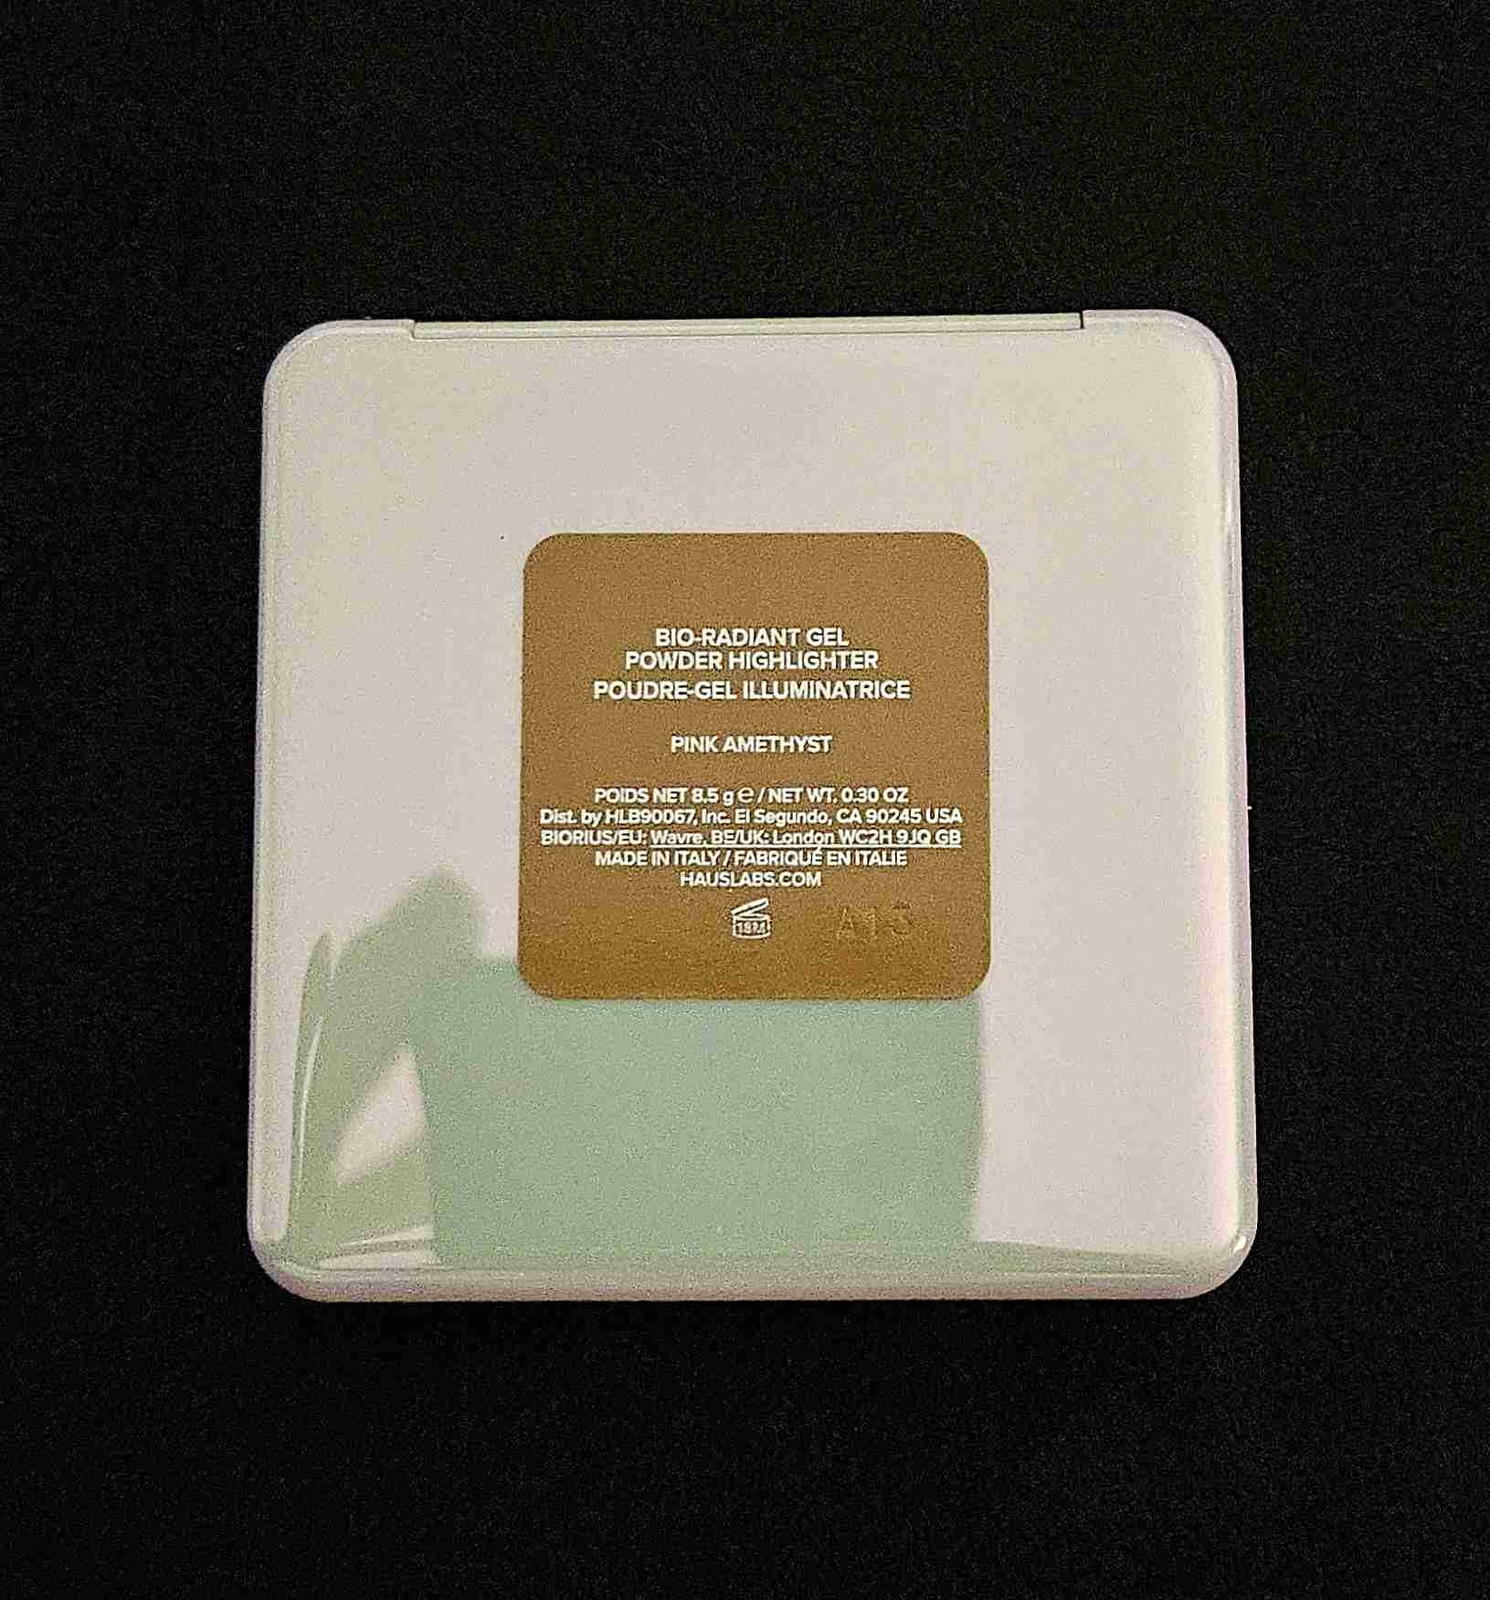 BIO-RADIANT GEL
POWDER HIGHLIGHTER
POUDRE-GEL ILLUMINATRICE
PINK AMETHYST
POIDS NET 8.5 g ℮ / NET WT. 0.30 OZ
Dist. by HLB90067, Inc. El Segundo, CA 90245 USA
BIORIUS/EU: Wavre, BE/UK: London WC2H 9JQ GB
MADE IN ITALY / FABRIQUÉ EN ITALIE
HAUSLABS.COM
18M